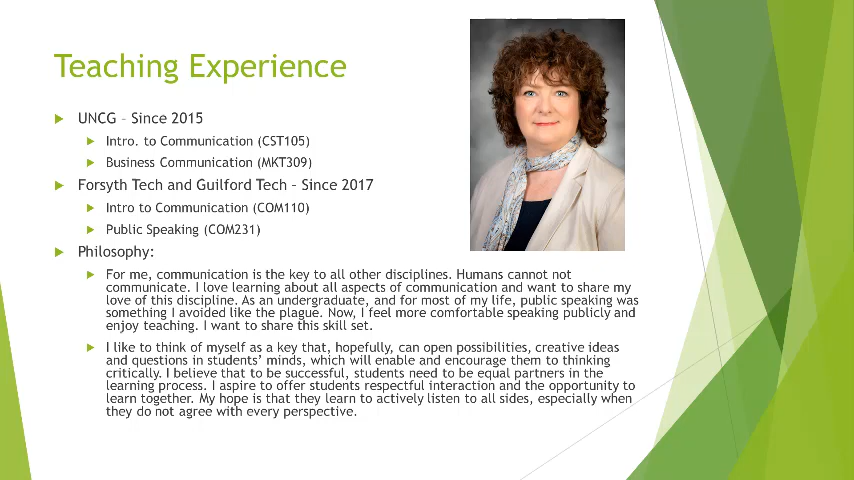 Teaching Experience
UNCG – Since 2015
Intro. to Communication (CST105)
Business Communication (MKT309)
Forsyth Tech and Guilford Tech – Since 2017
Intro to Communication (COM110)
Public Speaking (COM231)
Philosophy:
For me, communication is the key to all other disciplines. Humans cannot not
communicate. I love learning about all aspects of communication and want to share my
love of this discipline. As an undergraduate, and for most of my life, public speaking was
something I avoided like the plague. Now, I feel more comfortable speaking publicly and
enjoy teaching. I want to share this skill set.
I like to think of myself as a key that, hopefully, can open possibilities, creative ideas
and questions in students’ minds, which will enable and encourage them to thinking
critically. I believe that to be successful, students need to be equal partners in the
learning process. I aspire to offer students respectful interaction and the opportunity to
learn together. My hope is that they learn to actively listen to all sides, especially when
they do not agree with every perspective.